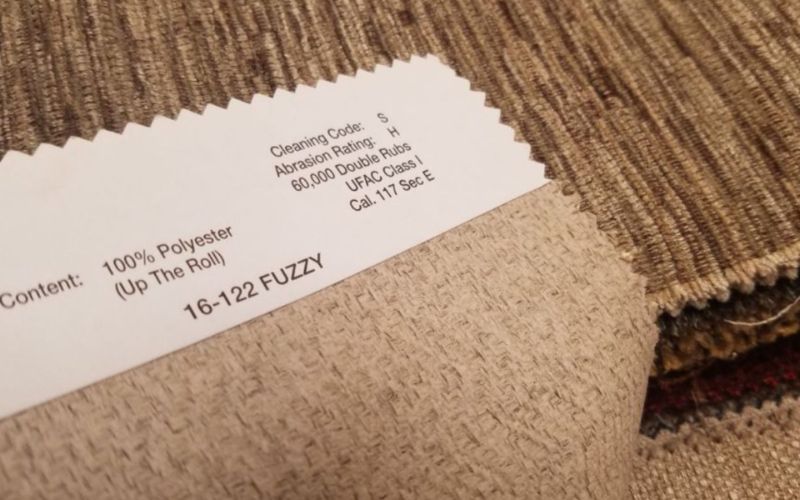 Cleaning Code: S
Abrasion Rating: H
60,000 Double Rubs
UFAC Class I
Cal. 117 Sec E
Content: 100% Polyester
(Up The Roll)
16-122 FUZZY